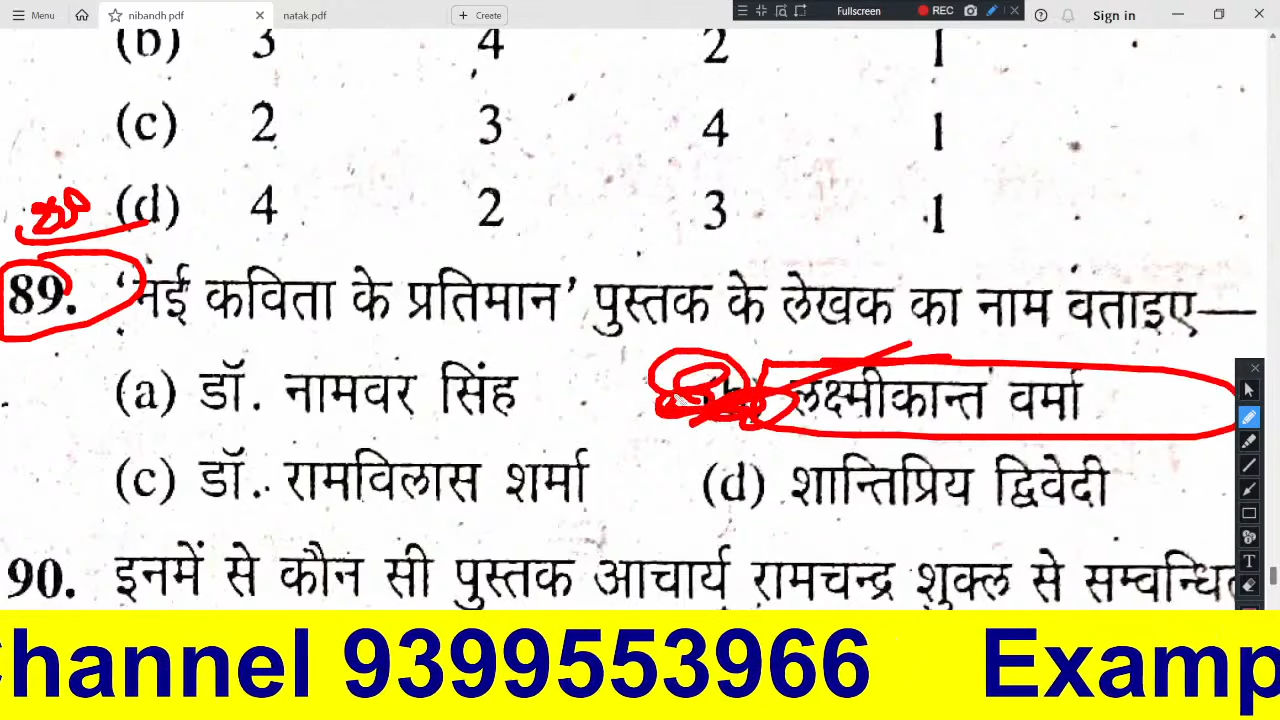 Menu nibandh pdf natak.pdf + Create Fullscreen REC Sign in
(b) 3 4 2 1
(c) 2 3 4 1
(d) 4 2 3 1
89. 'नई कविता के प्रतिमान' पुस्तक के लेखक का नाम वताइए—
(a) डॉ. नामवर सिंह (b) लक्ष्मीकान्त वर्मा
(c) डॉ. रामविलास शर्मा (d) शान्तिप्रिय द्विवेदी
90. इनमें से कौन सी पुस्तक आचार्य रामचन्द्र शुक्ल से सम्वन्धित
hannel 9399553966 Examp